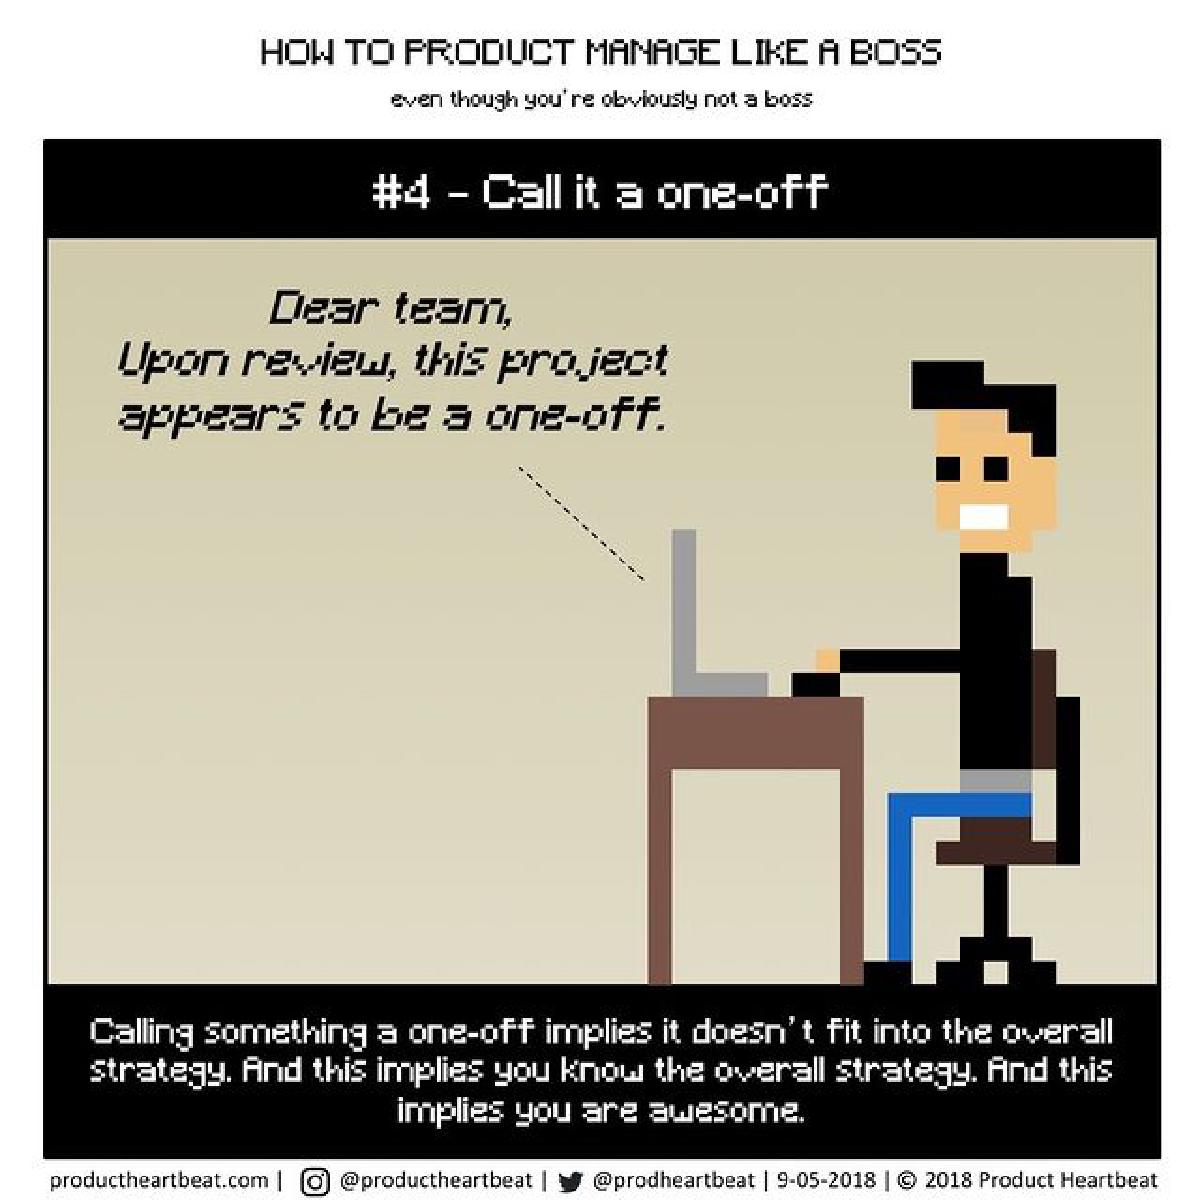 HOW TO PRODUCT MANAGE LIKE A BOSS
even though you're obviously not a boss
#4 - Call it a one-off
Dear team,
Upon review, this project
appears to be a one-off.
Calling something a one-off implies it doesn't fit into the overall
strategy. And this implies you know the overall strategy. And this
implies you are awesome.
productheartbeat.com | @productheartbeat | @prodheartbeat | 9-05-2018 | © 2018 Product Heartbeat